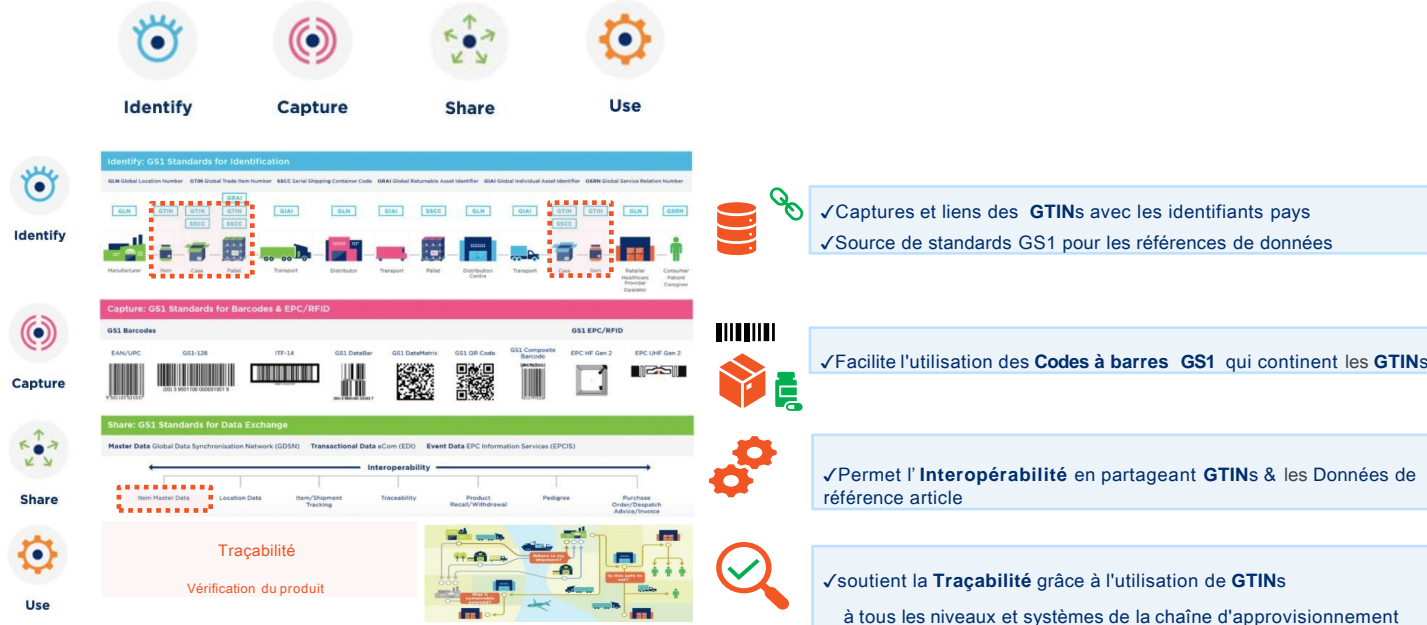 Identify
Capture
Share
Use
Identify: GS1 Standards for Identification
GLN Global Location Number GTIN Global Trade Item Number SSCC Serial Shipping Container Code GRAI Global Returnable Asset Identifier GIAI Global Individual Asset Identifier GSRN Global Service Relation Number
GRAI
GLN GTIN GTIN GTIN GIAI GLN GIAI SSCC GLN GIAI GTIN GTIN GLN GSRN
SSCC SSCC SSCC
Manufacturer Item Case Pallet Transport Distributor Transport Pallet Distribution Centre Transport Case Item Retailer Healthcare Provider Operator Consumer Patient Caregiver
Identify
✓Captures et liens des GTINs avec les identifiants pays
✓Source de standards GS1 pour les références de données
Capture: GS1 Standards for Barcodes & EPC/RFID
GS1 Barcodes
GS1 EPC/RFID
EAN/UPC GS1-128 ITF-14 GS1 DataBar GS1 DataMatrix GS1 QR Code GS1 Composite Barcode EPC HF Gen 2 EPC UHF Gen 2
Capture
✓Facilite l'utilisation des Codes à barres GS1 qui continent les GTINs
Share: GS1 Standards for Data Exchange
Master Data Global Data Synchronisation Network (GDSN) Transactional Data eCom (EDI) Event Data EPC Information Services (EPCIS)
Interoperability
Item Master Data Location Data Item/Shipment Tracking Traceability Product Recall/Withdrawal Pedigree Purchase Order/Despatch Advice/Invoice
Share
✓Permet l' Interopérabilité en partageant GTINs & les Données de
référence article
Use
Traçabilité
Vérification du produit
Where is my shipment?
Is this safe to eat?
✓soutient la Traçabilité grâce à l'utilisation de GTINs
à tous les niveaux et systèmes de la chaîne d'approvisionnement